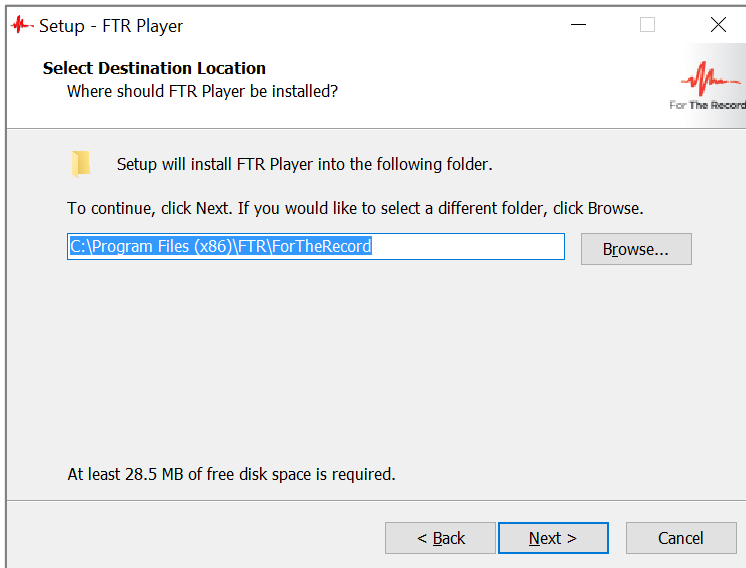 Setup - FTR Player
Select Destination Location
Where should FTR Player be installed?
For The Record
Setup will install FTR Player into the following folder.
To continue, click Next. If you would like to select a different folder, click Browse.
C:\Program Files (x86)\FTR\ForTheRecord
Browse...
At least 28.5 MB of free disk space is required.
< Back Next > Cancel